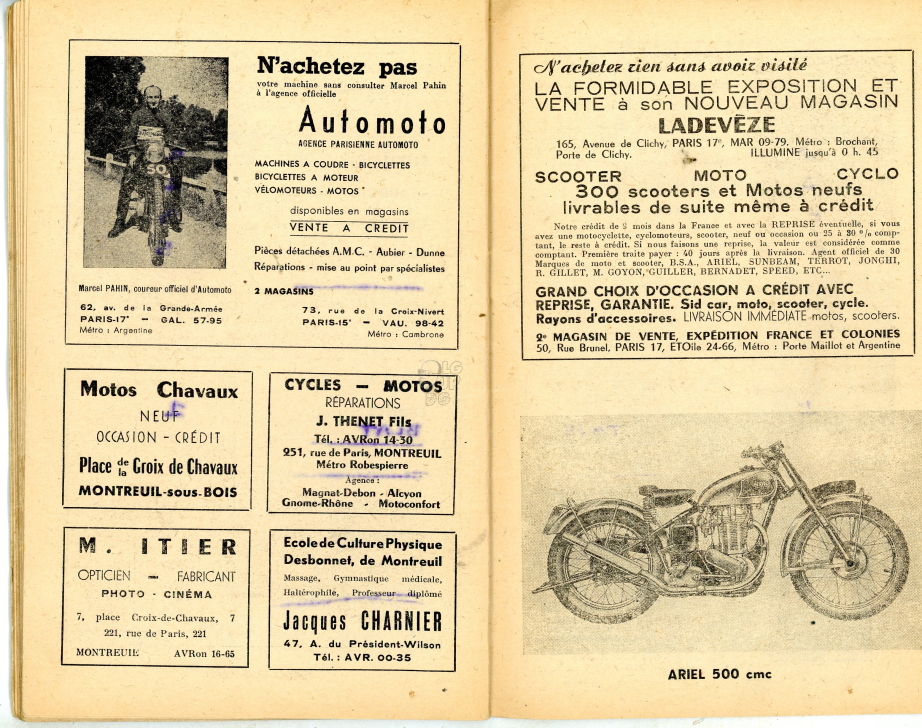 N'achetez pas
votre machine sans consulter Marcel Pahin
à l'agence officielle
Automoto
AGENCE PARISIENNE AUTOMOTO
MACHINES A COUDRE - BICYCLETTES
BICYCLETTES A MOTEUR
VÉLOMOTEURS - MOTOS
disponibles en magasins
VENTE A CREDIT
Pièces détachées A.M.C. - Aubier - Dunne
Réparations - mise au point par spécialistes
50
Marcel PAHIN, coureur officiel d'Automoto
2 MAGASINS
62, av. de la Grande-Armée
PARIS-17e - GAL. 57-95
Métro : Argentine
73, rue de la Croix-Nivert
PARIS-15e - VAU. 98-42
Métro : Cambrone
Motos Chavaux
NEUF
OCCASION - CRÉDIT
Place de la Croix de Chavaux
MONTREUIL-sous-BOIS
CYCLES - MOTOS
RÉPARATIONS
J. THENET Fils
Tél. : AVRon 14-30
251, rue de Paris, MONTREUIL
Métro Robespierre
Agence :
Magnat-Debon - Alcyon
Gnome-Rhône - Motoconfort
M. ITIER
OPTICIEN - FABRICANT
PHOTO - CINÉMA
7, place Croix-de-Chavaux, 7
221, rue de Paris, 221
MONTREUIL AVRon 16-65
Ecole de Culture Physique
Desbonnet, de Montreuil
Massage, Gymnastique médicale,
Haltérophile, Professeur diplômé
Jacques CHARNIER
47, A. du Président-Wilson
Tél. : AVR. 00-35
N'achetez rien sans avoir visité
LA FORMIDABLE EXPOSITION ET
VENTE à son NOUVEAU MAGASIN
LADEVÈZE
165, Avenue de Clichy, PARIS 17e, MAR 09-79. Métro : Brochant,
Porte de Clichy. ILLUMINE jusqu'à 0 h. 45
SCOOTER MOTO CYCLO
300 scooters et Motos neufs
livrables de suite même à crédit
Notre crédit de mois dans la France et avec la REPRISE éventuelle, si vous
avez une motocyclette, cyclomoteurs, scooter, neuf ou occasion ou 25 à 30 % comp-
tant, le reste à crédit. Si nous faisons une reprise, la valeur est considérée comme
comptant. Première traite payer : 40 jours après la livraison. Agent officiel de 30
Marques de moto et scooter, B.S.A., ARIEL, SUNBEAM, TERROT, JONGHI,
R. GILLET, M. GOYON, GUILLER, BERNADET, SPEED, ETC...
GRAND CHOIX D'OCCASION A CRÉDIT AVEC
REPRISE, GARANTIE. Sid car, moto, scooter, cycle.
Rayons d'accessoires. LIVRAISON IMMÉDIATE motos, scooters.
2e MAGASIN DE VENTE, EXPÉDITION FRANCE ET COLONIES
50, Rue Brunel, PARIS 17, ETOile 24-66, Métro : Porte Maillot et Argentine
ARIEL 500 cmc